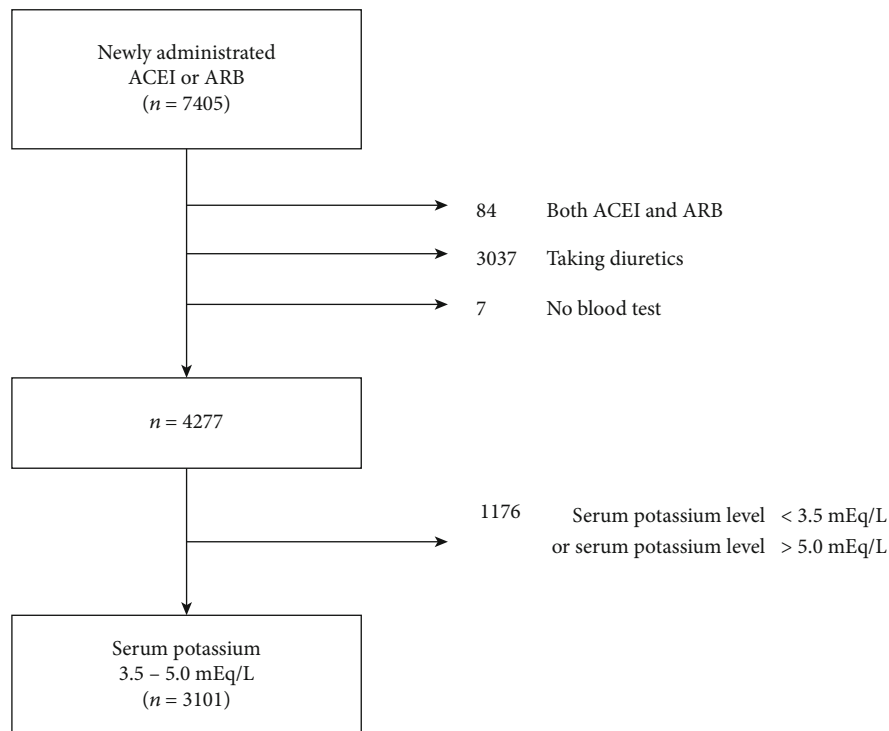 Newly administrated
ACEI or ARB
(n = 7405)
84 Both ACEI and ARB
3037 Taking diuretics
7 No blood test
n = 4277
1176 Serum potassium level < 3.5 mEq/L
or serum potassium level > 5.0 mEq/L
Serum potassium
3.5 – 5.0 mEq/L
(n = 3101)